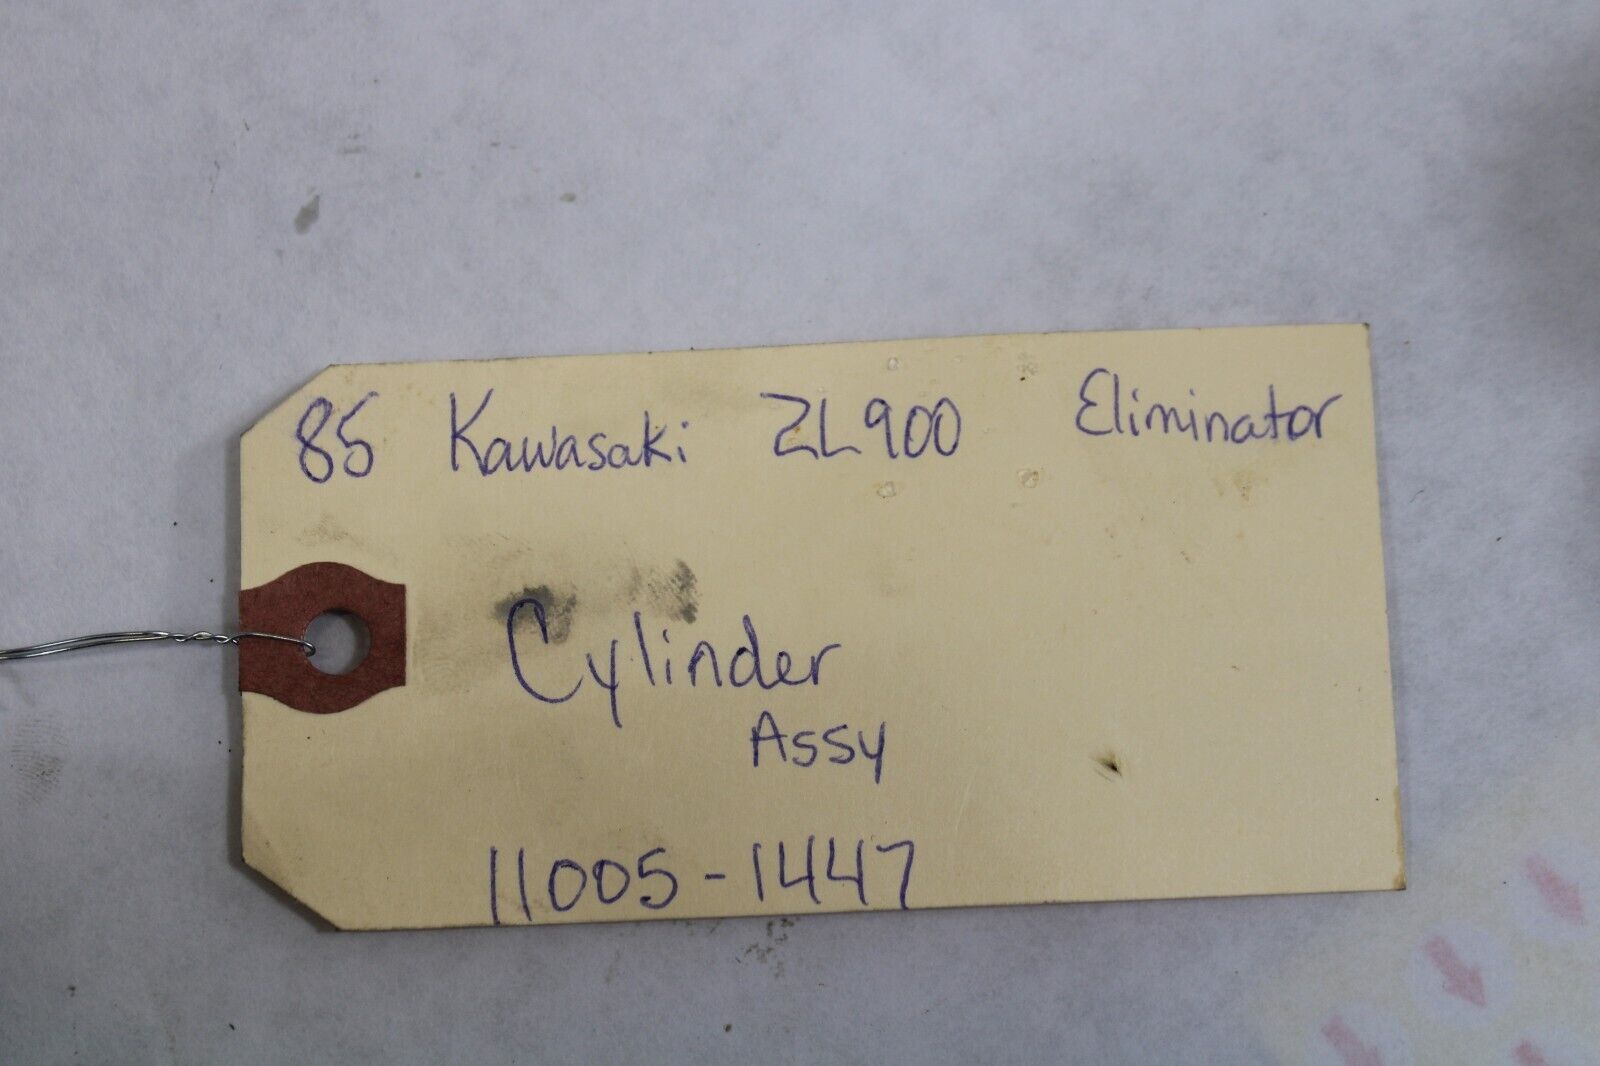 85 Kawasaki ZL900 Eliminator
Cylinder
Assy
11005-1447